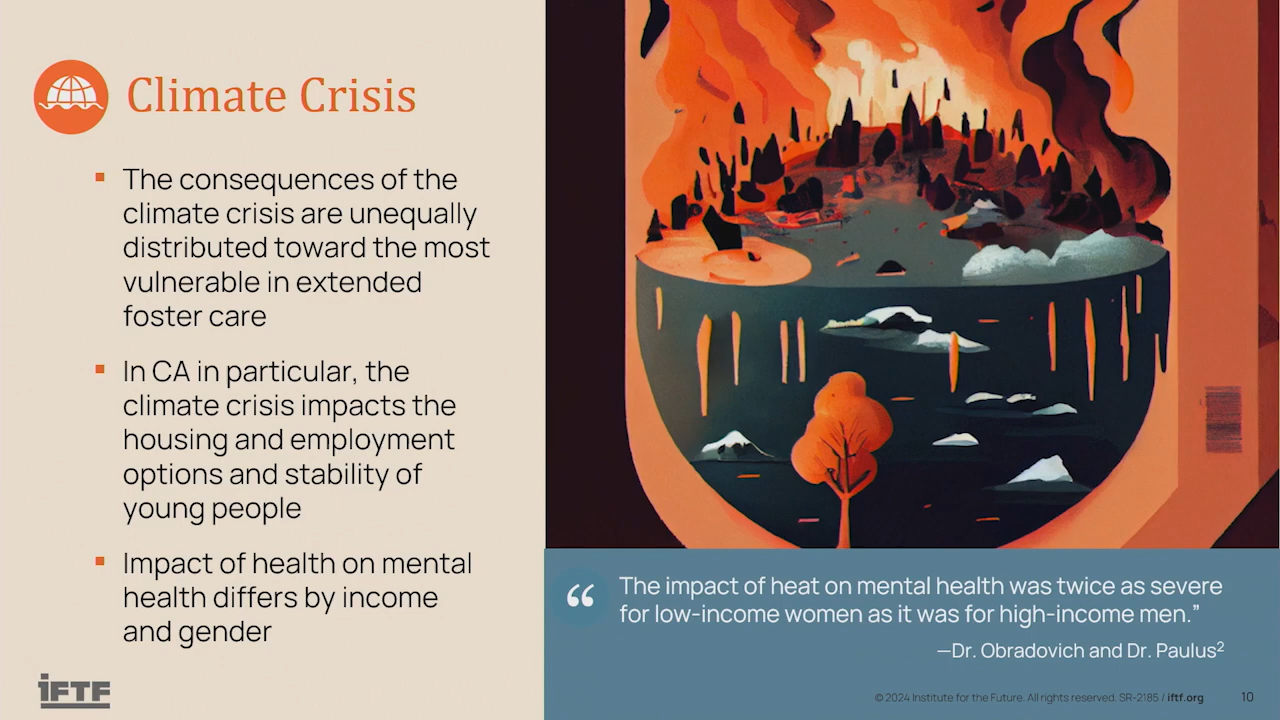 Climate Crisis
The consequences of the
climate crisis are unequally
distributed toward the most
vulnerable in extended
foster care
In CA in particular, the
climate crisis impacts the
housing and employment
options and stability of
young people
Impact of health on mental
health differs by income
and gender
iFTF
“ The impact of heat on mental health was twice as severe
for low-income women as it was for high-income men.”
—Dr. Obradovich and Dr. Paulus²
© 2024 Institute for the Future. All rights reserved. SR-2185 / iftf.org 10